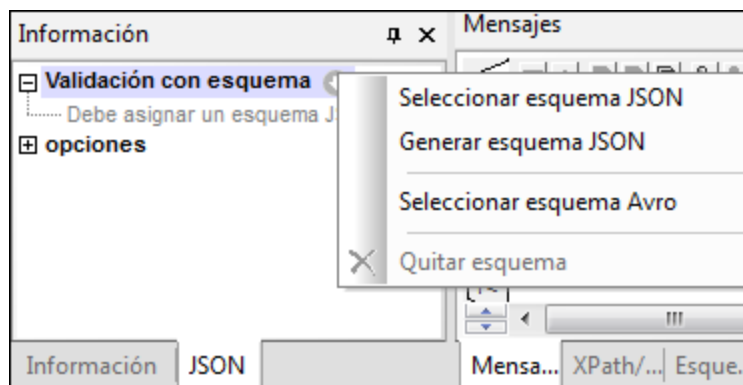 Información
Mensajes
Validación con esquema
Debe asignar un esquema J
opciones
Seleccionar esquema JSON
Generar esquema JSON
Seleccionar esquema Avro
Quitar esquema
Información
JSON
Mensa...
XPath/...
Esque.